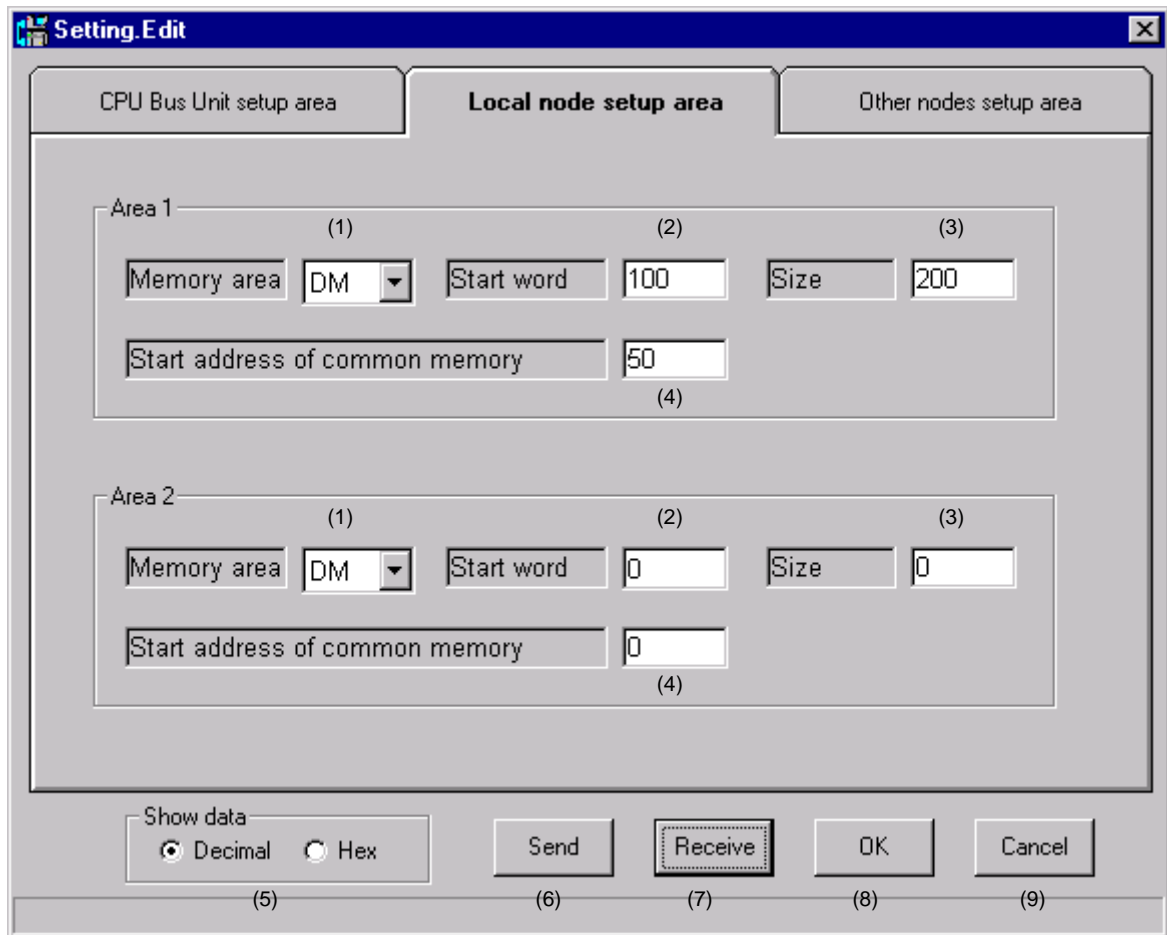 Setting.Edit
CPU Bus Unit setup area Local node setup area Other nodes setup area
Area 1
(1) (2) (3)
Memory area DM Start word 100 Size 200
Start address of common memory 50
(4)
Area 2
(1) (2) (3)
Memory area DM Start word 0 Size 0
Start address of common memory 0
(4)
Show data
Decimal Hex Send Receive OK Cancel
(5) (6) (7) (8) (9)